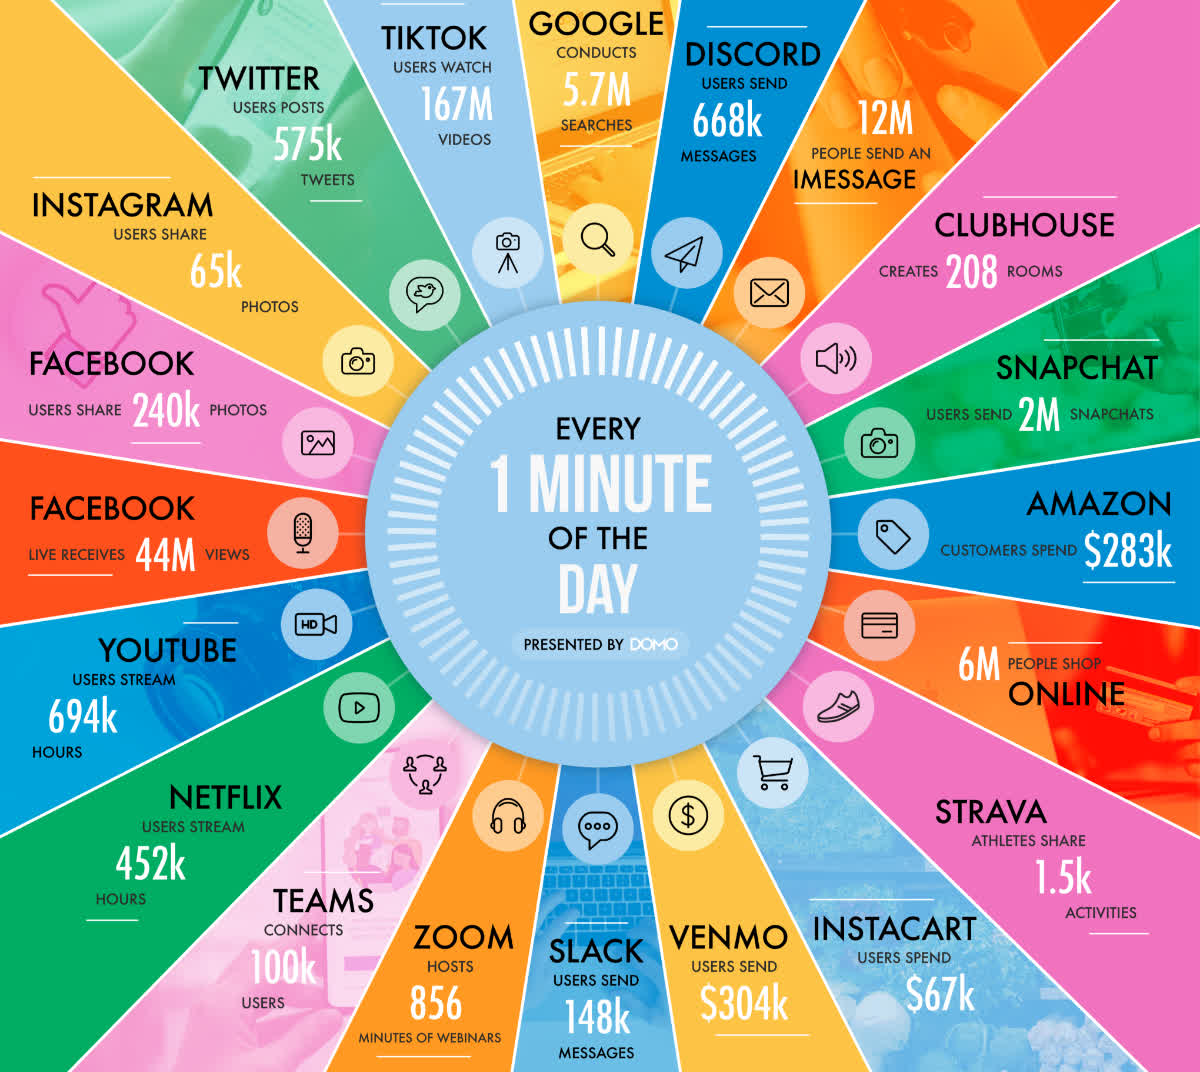 EVERY
1 MINUTE
OF THE
DAY
PRESENTED BY DOMO
GOOGLE
CONDUCTS
5.7M
SEARCHES
DISCORD
USERS SEND
668k
MESSAGES
12M
PEOPLE SEND AN
IMESSAGE
CLUBHOUSE
CREATES 208 ROOMS
SNAPCHAT
USERS SEND 2M SNAPCHATS
AMAZON
CUSTOMERS SPEND $283k
6M PEOPLE SHOP
ONLINE
STRAVA
ATHLETES SHARE
1.5k
ACTIVITIES
INSTACART
USERS SPEND
$67k
VENMO
USERS SEND
$304k
SLACK
USERS SEND
148k
MESSAGES
ZOOM
HOSTS
856
MINUTES OF WEBINARS
TEAMS
CONNECTS
100k
USERS
NETFLIX
USERS STREAM
452k
HOURS
YOUTUBE
USERS STREAM
694k
HOURS
HD
FACEBOOK
LIVE RECEIVES 44M VIEWS
FACEBOOK
USERS SHARE 240k PHOTOS
INSTAGRAM
USERS SHARE
65k
PHOTOS
TWITTER
USERS POSTS
575k
TWEETS
TIKTOK
USERS WATCH
167M
VIDEOS